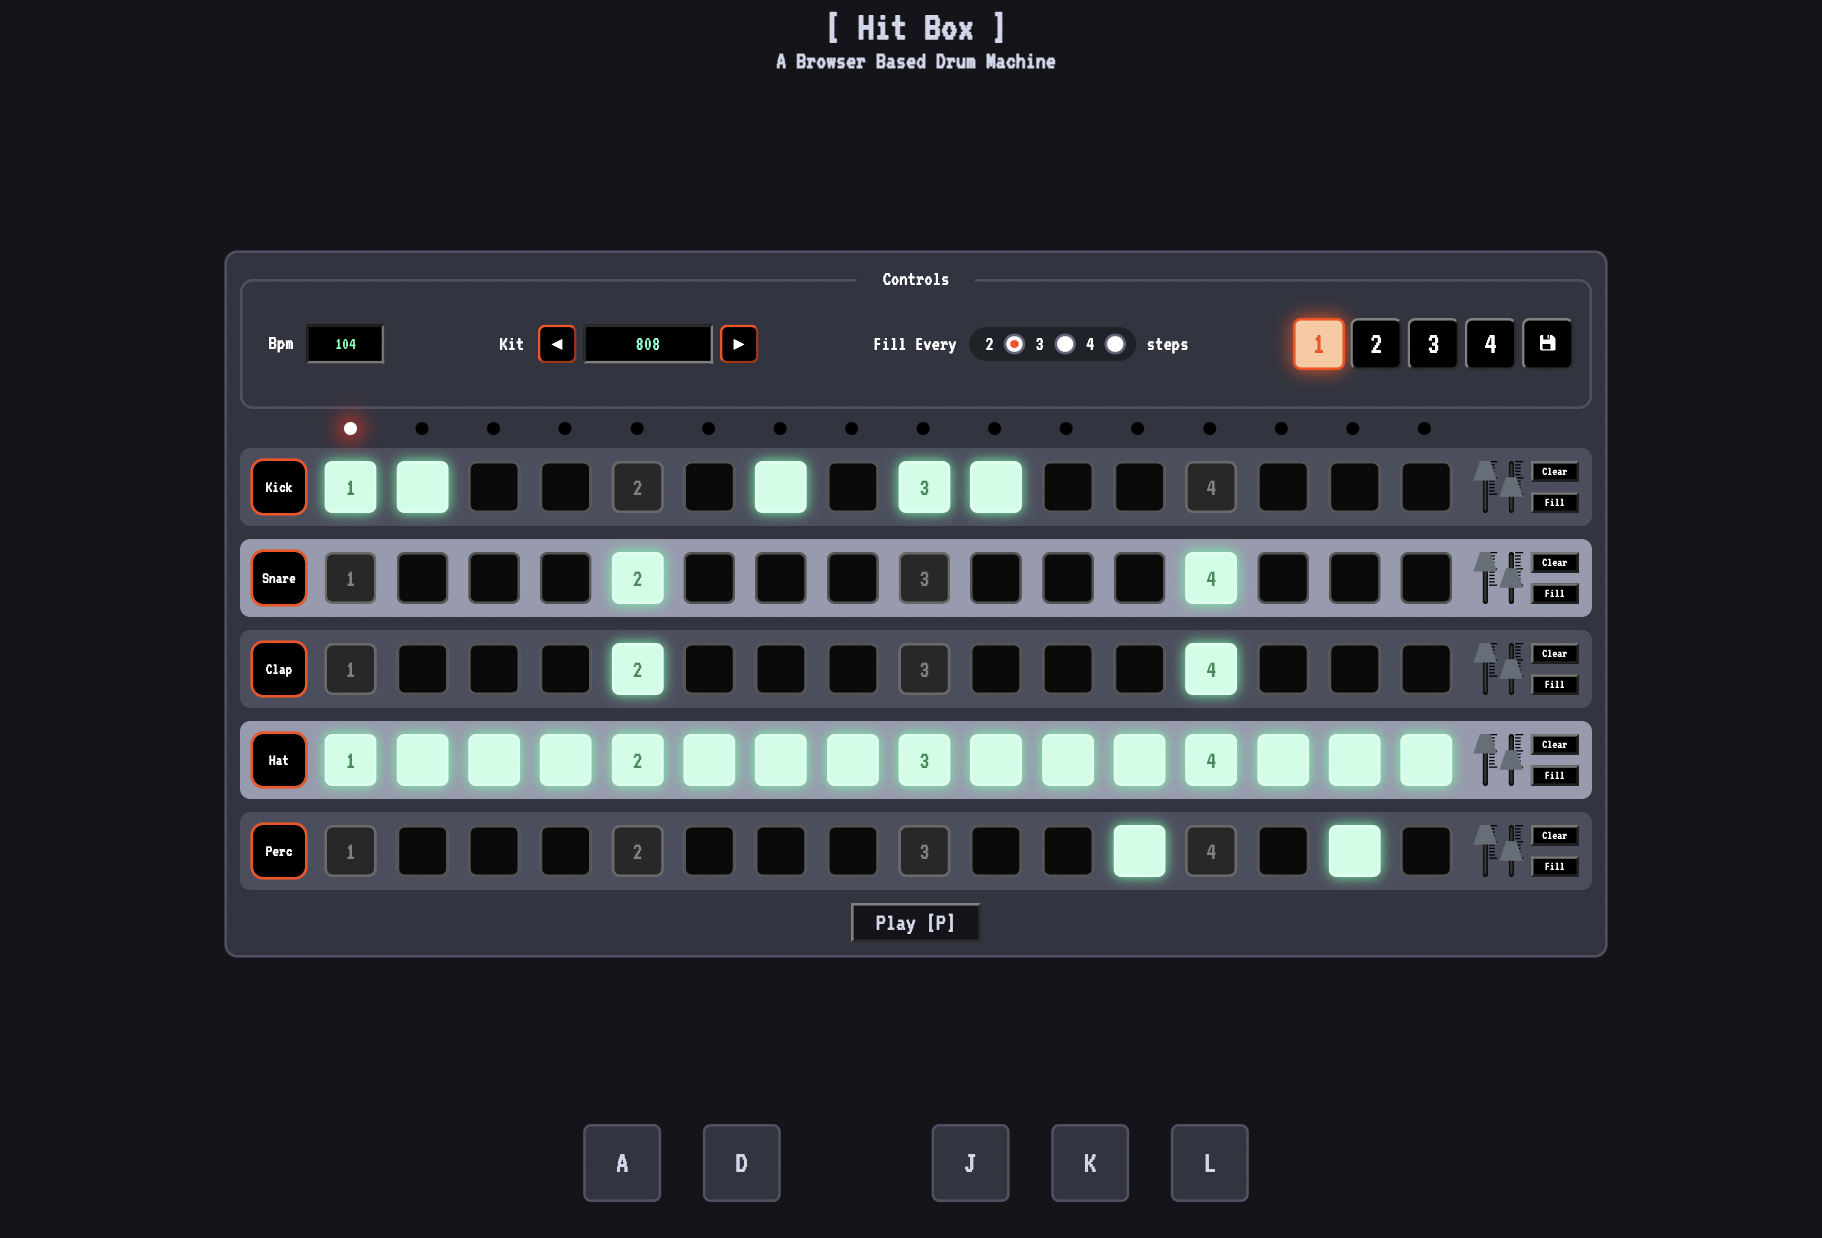 [ Hit Box ]
A Browser Based Drum Machine
Controls
Bpm 104 Kit ◀ 808 ▶ Fill Every 2 3 4 steps 1 2 3 4
Kick 1 2 3 4 Clear
Fill
Snare 1 2 3 4 Clear
Fill
Clap 1 2 3 4 Clear
Fill
Hat 1 2 3 4 Clear
Fill
Perc 1 2 3 4 Clear
Fill
Play [P]
A D J K L